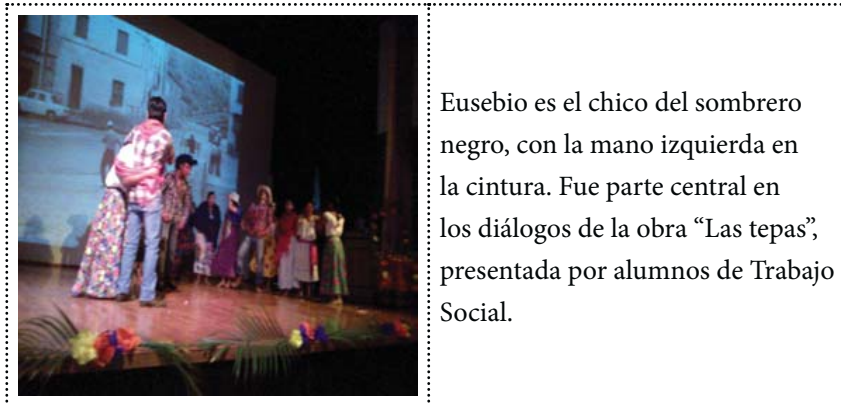 Eusebio es el chico del sombrero
negro, con la mano izquierda en
la cintura. Fue parte central en
los diálogos de la obra “Las tepas”,
presentada por alumnos de Trabajo
Social.